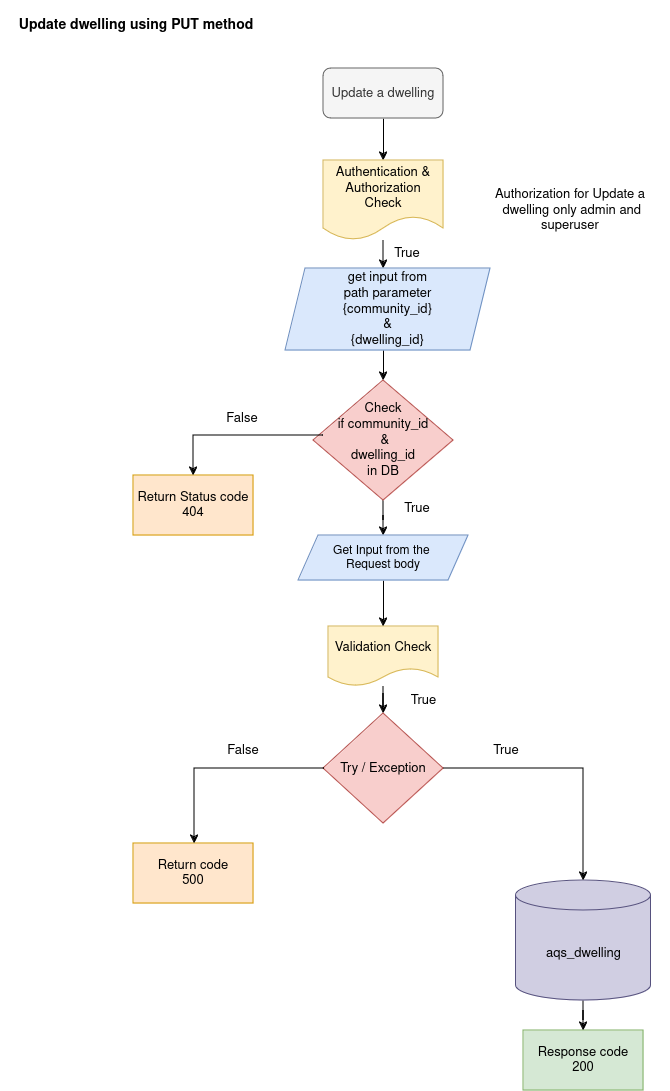 Update dwelling using PUT method
Update a dwelling
Authentication &
Authorization
Check
Authorization for Update a
dwelling only admin and
superuser
True
get input from
path parameter
{community_id}
&
{dwelling_id}
Check
if community_id
&
dwelling_id
in DB
False
Return Status code
404
True
Get Input from the
Request body
Validation Check
True
Try / Exception
False
True
Return code
500
aqs_dwelling
Response code
200